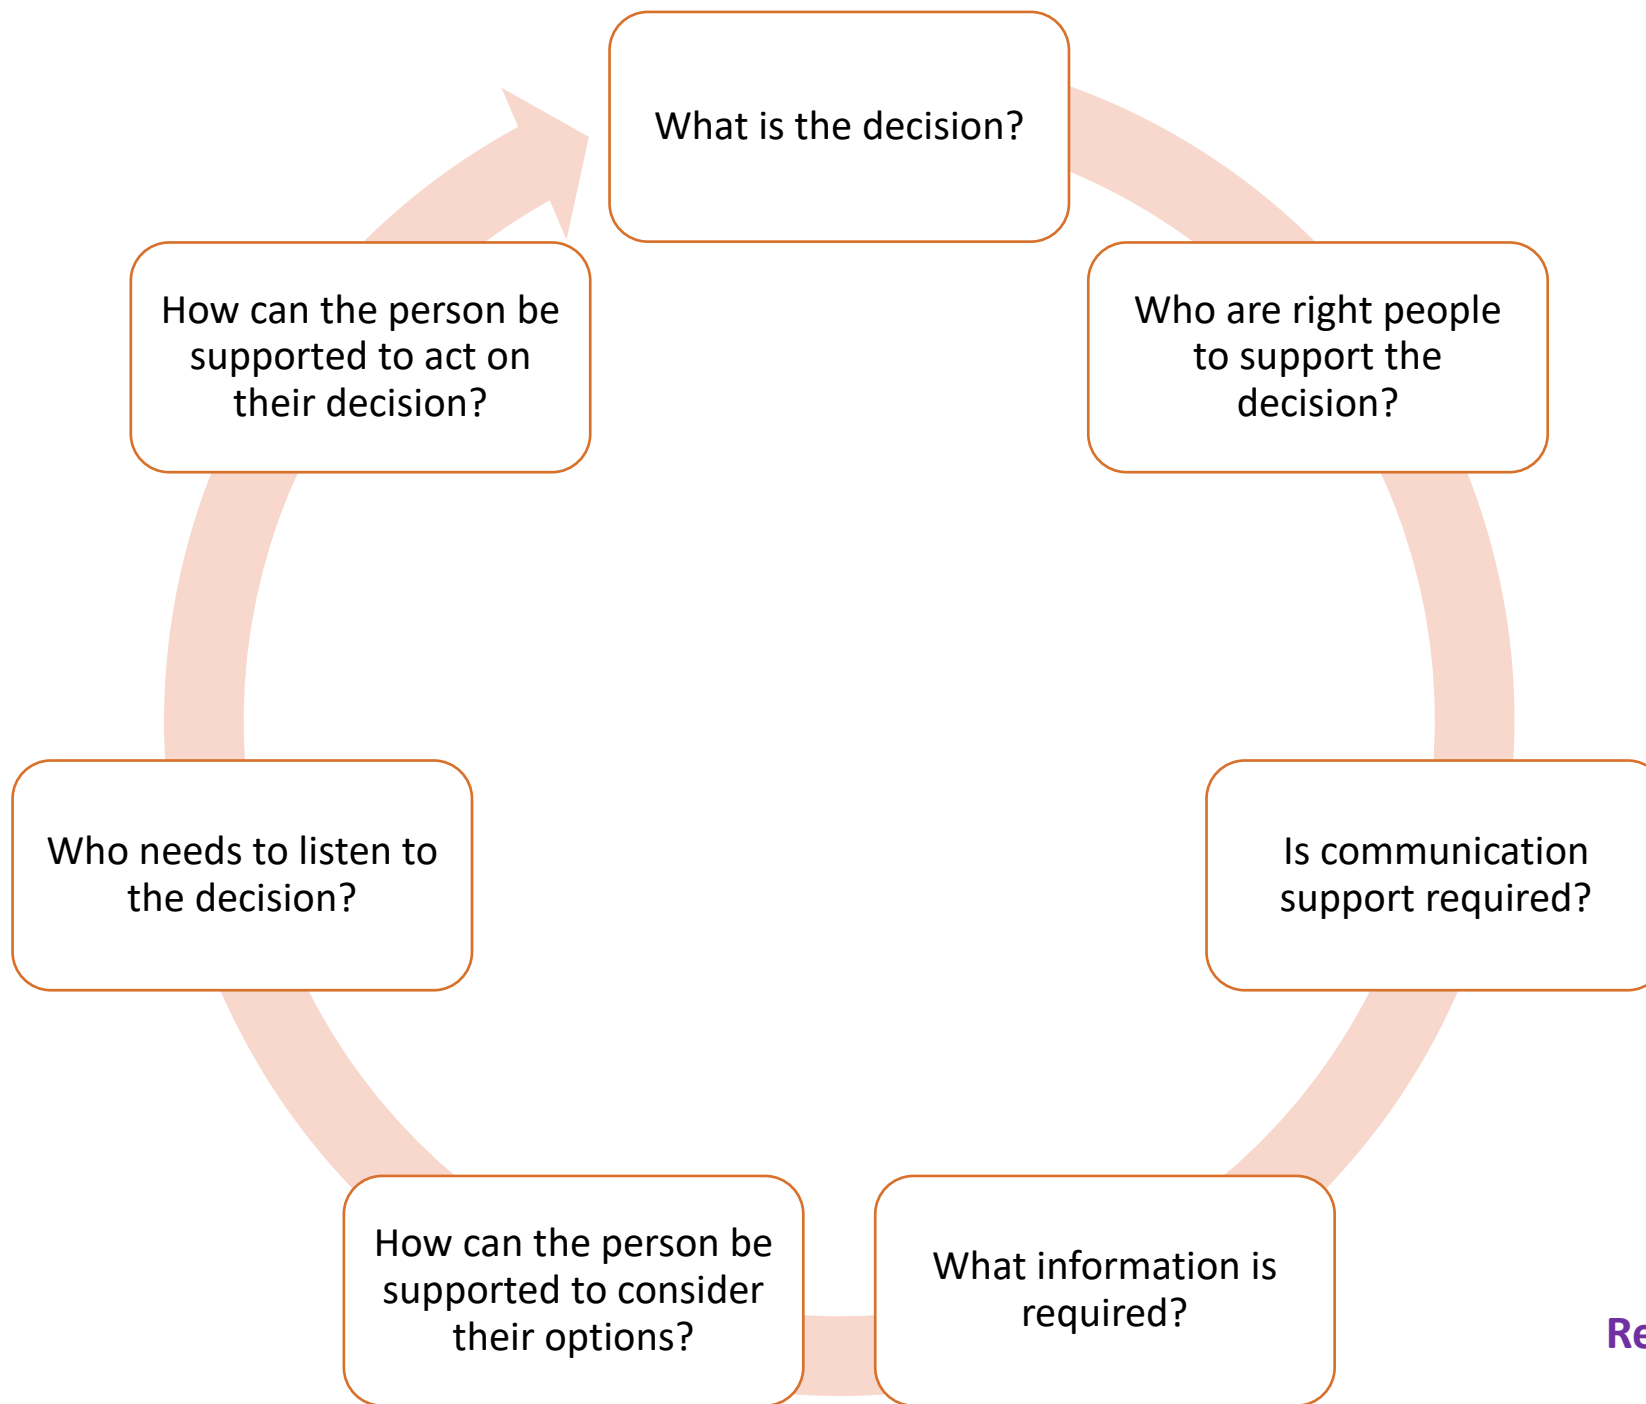 What is the decision?
Who are right people
to support the
decision?
Is communication
support required?
What information is
required?
How can the person be
supported to consider
their options?
Who needs to listen to
the decision?
How can the person be
supported to act on
their decision?